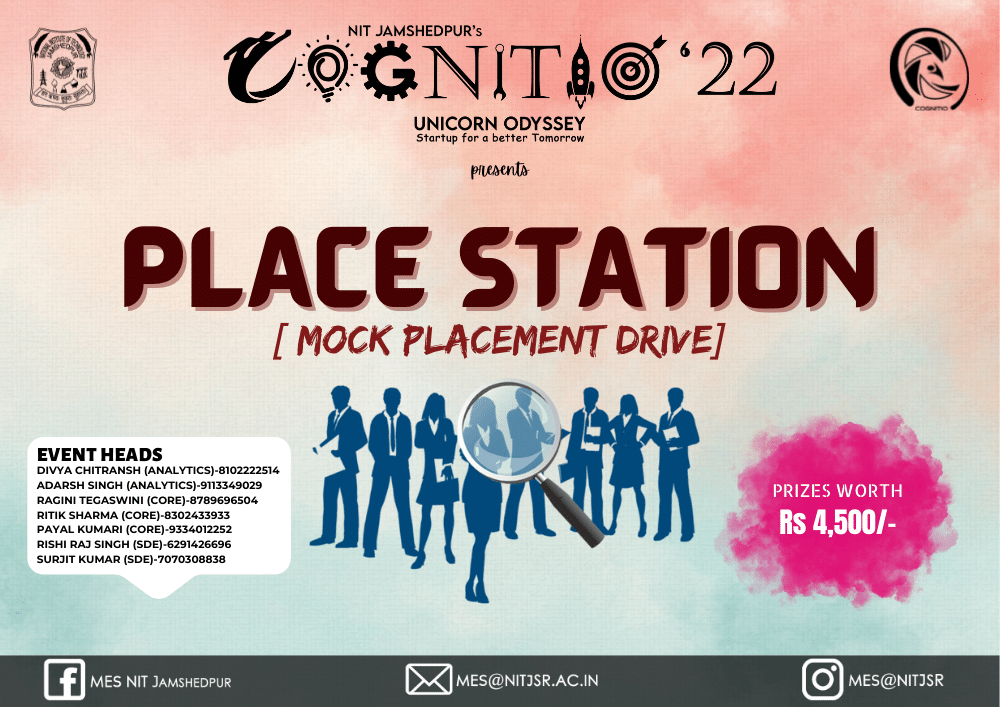 NIT JAMSHEDPUR's
COGNITIO '22
UNICORN ODYSSEY
Startup for a better Tomorrow
COGNITIO
presents
PLACE STATION
[ MOCK PLACEMENT DRIVE]
EVENT HEADS
DIVYA CHITRANSH (ANALYTICS)-8102222514
ADARSH SINGH (ANALYTICS)-9113349029
RAGINI TEGASWINI (CORE)-8789696504
RITIK SHARMA (CORE)-8302433933
PAYAL KUMARI (CORE)-9334012252
RISHI RAJ SINGH (SDE)-6291426696
SURJIT KUMAR (SDE)-7070308838
PRIZES WORTH
Rs 4,500/-
MES NIT JAMSHEDPUR
MES@NITJSR.AC.IN
MES@NITJSR